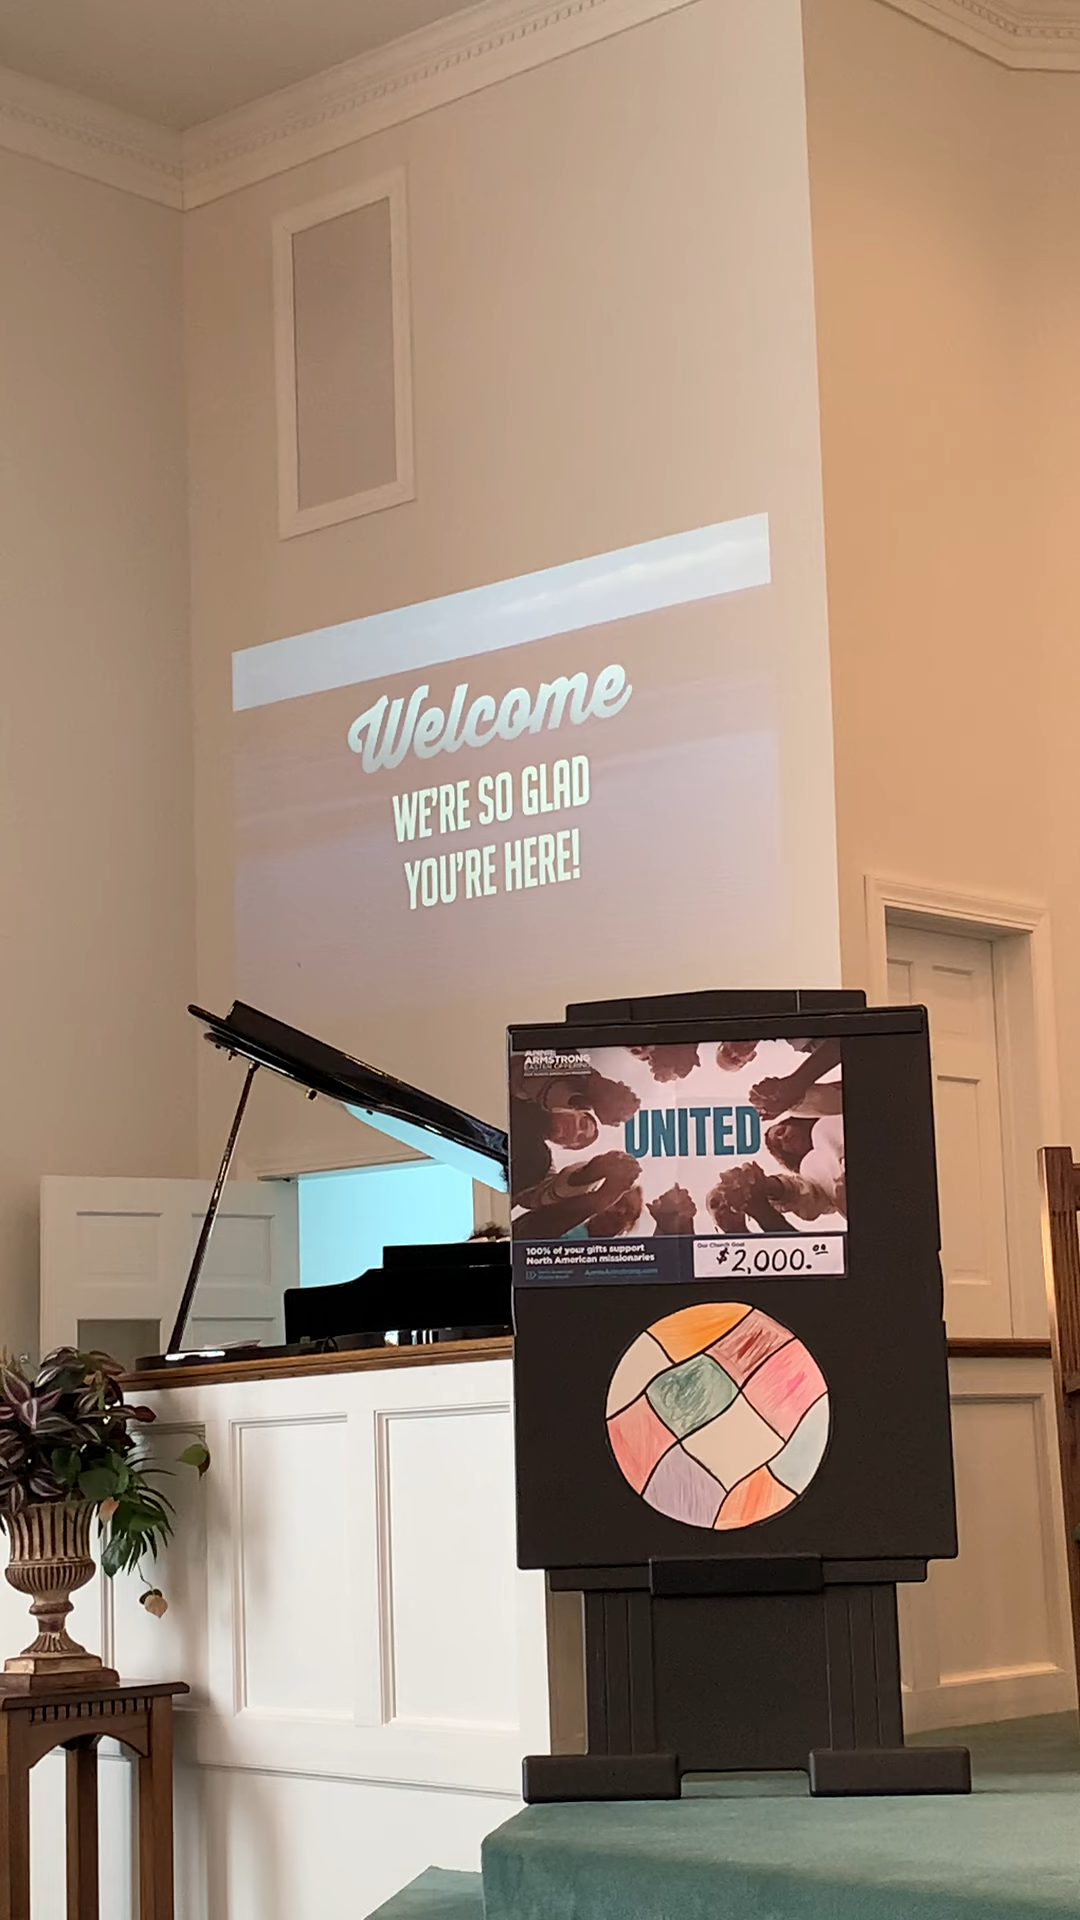 Welcome
WE'RE SO GLAD
YOU'RE HERE!
ANNIE
ARMSTRONG
EASTER OFFERING
UNITED
100% of your gifts support
North American missionaries
AnnieArmstrong.com
Our Church Goal
$2,000.00